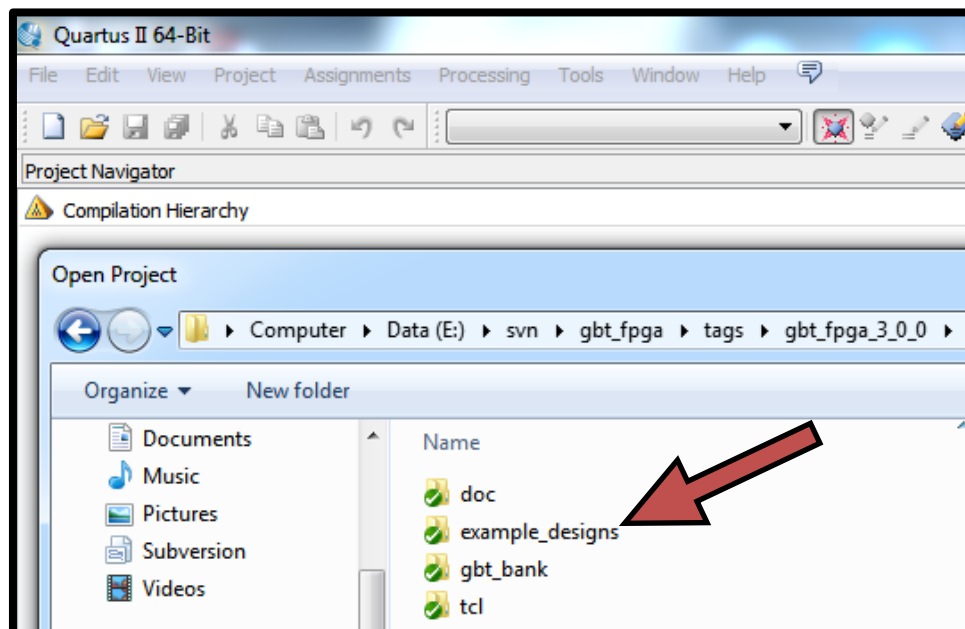 Quartus II 64-Bit
File Edit View Project Assignments Processing Tools Window Help
Project Navigator
Compilation Hierarchy
Open Project
Computer Data (E:) svn gbt_fpga tags gbt_fpga_3_0_0
Organize New folder
Documents
Music
Pictures
Subversion
Videos
Name
doc
example_designs
gbt_bank
tcl